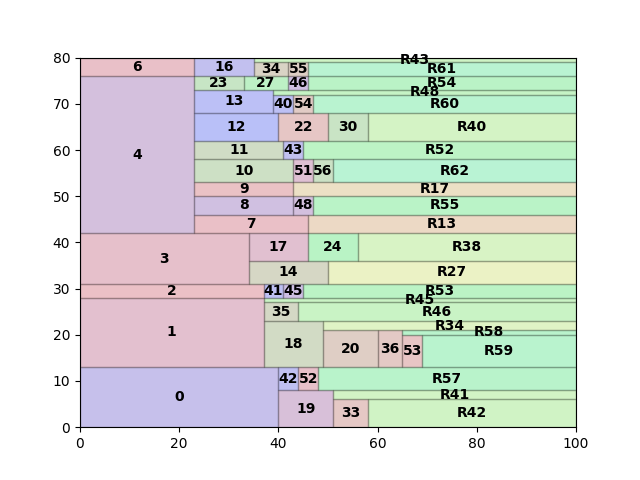 80
R43
6 16 34 55 R61
23 27 46 R54
R48
70 13 40 54 R60
12 22 30 R40
60 11 43 R52
4
10 51 56 R62
50 9 R17
8 48 R55
7 R13
40
17 24 R38
3
14 R27
30 2 41 45 R53
R45
35 R46
R34
20 1 R58
18 20 36 53 R59
10 42 52 R57
0 R41
19 33 R42
0
0 20 40 60 80 100